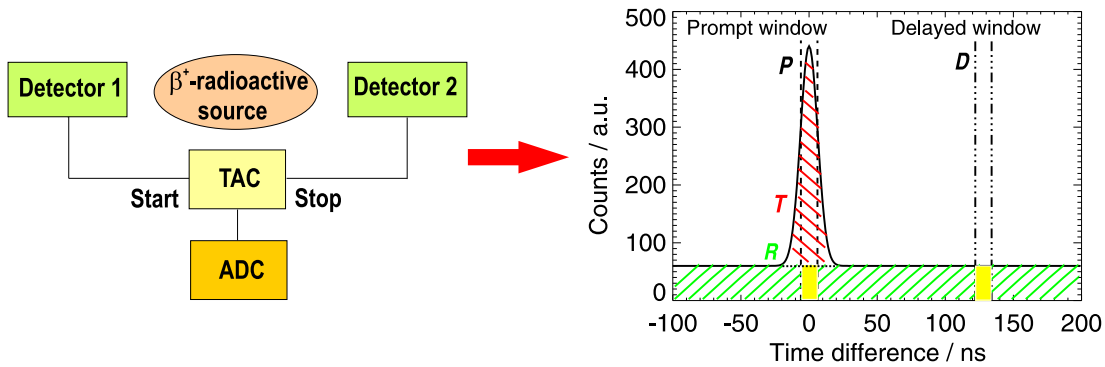 Detector 1
β⁺-radioactive
source
Detector 2
TAC
Start
Stop
ADC
Prompt window
Delayed window
P
D
T
R
Counts / a.u.
500
400
300
200
100
0
-100
-50
0
50
100
150
200
Time difference / ns